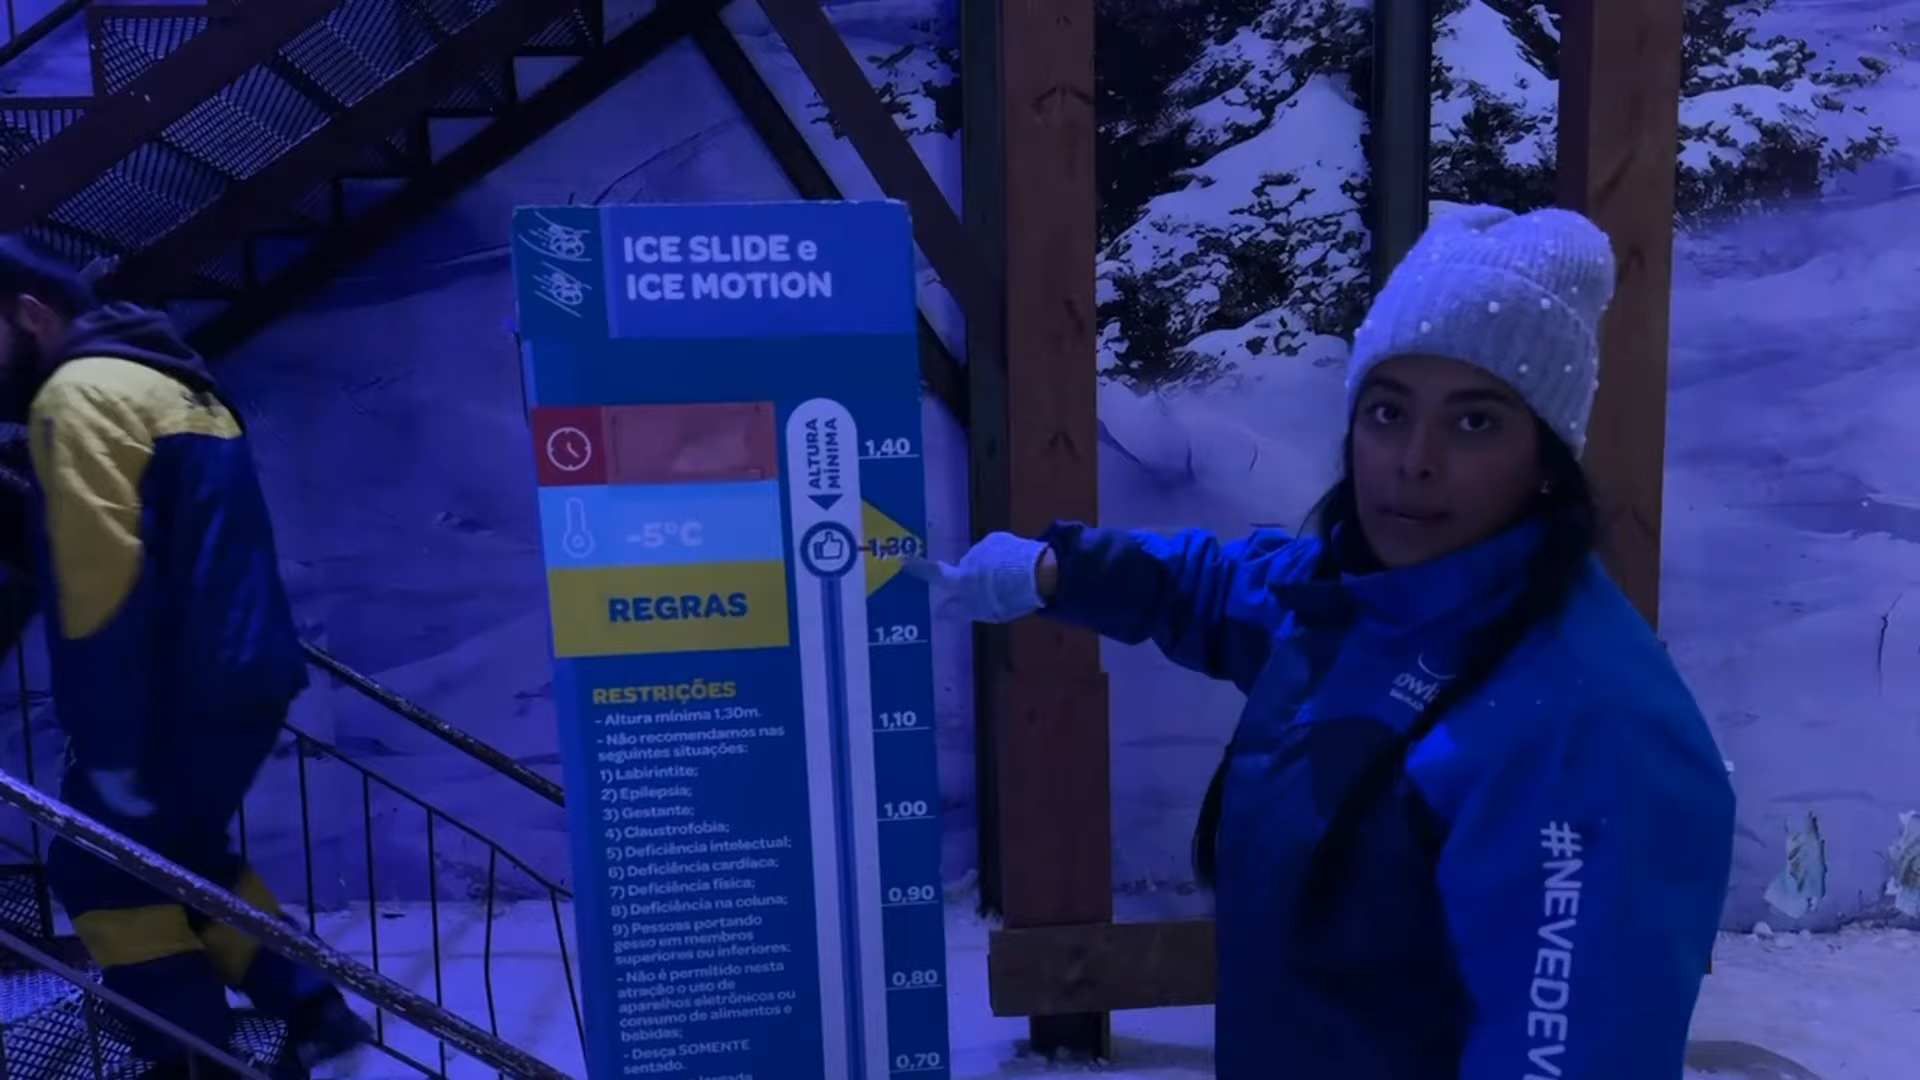 ICE SLIDE e
ICE MOTION
ALTURA
MÍNIMA
-5°C
REGRAS
RESTRIÇÕES
- Altura mínima 1,30m.
- Não recomendamos nas
seguintes situações:
1) Labirintite;
2) Epilepsia;
3) Gestante;
4) Claustrofobia;
5) Deficiência intelectual;
6) Deficiência cardíaca;
7) Deficiência física;
8) Deficiência na coluna;
9) Pessoas portando
gesso em membros
superiores ou inferiores;
- Não é permitido nesta
atração o uso de
aparelhos eletrônicos ou
consumo de alimentos e
bebidas;
- Desça SOMENTE
sentado.
1,40
1,30
1,20
1,10
1,00
0,90
0,80
0,70
#NEVEDEV